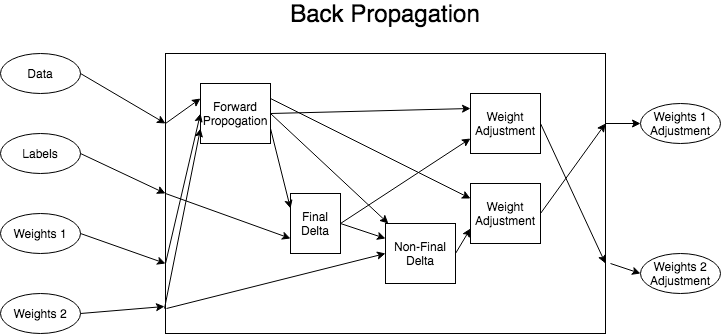 Back Propagation
Data
Labels
Weights 1
Weights 2
Forward
Propogation
Final
Delta
Non-Final
Delta
Weight
Adjustment
Weight
Adjustment
Weights 1
Adjustment
Weights 2
Adjustment